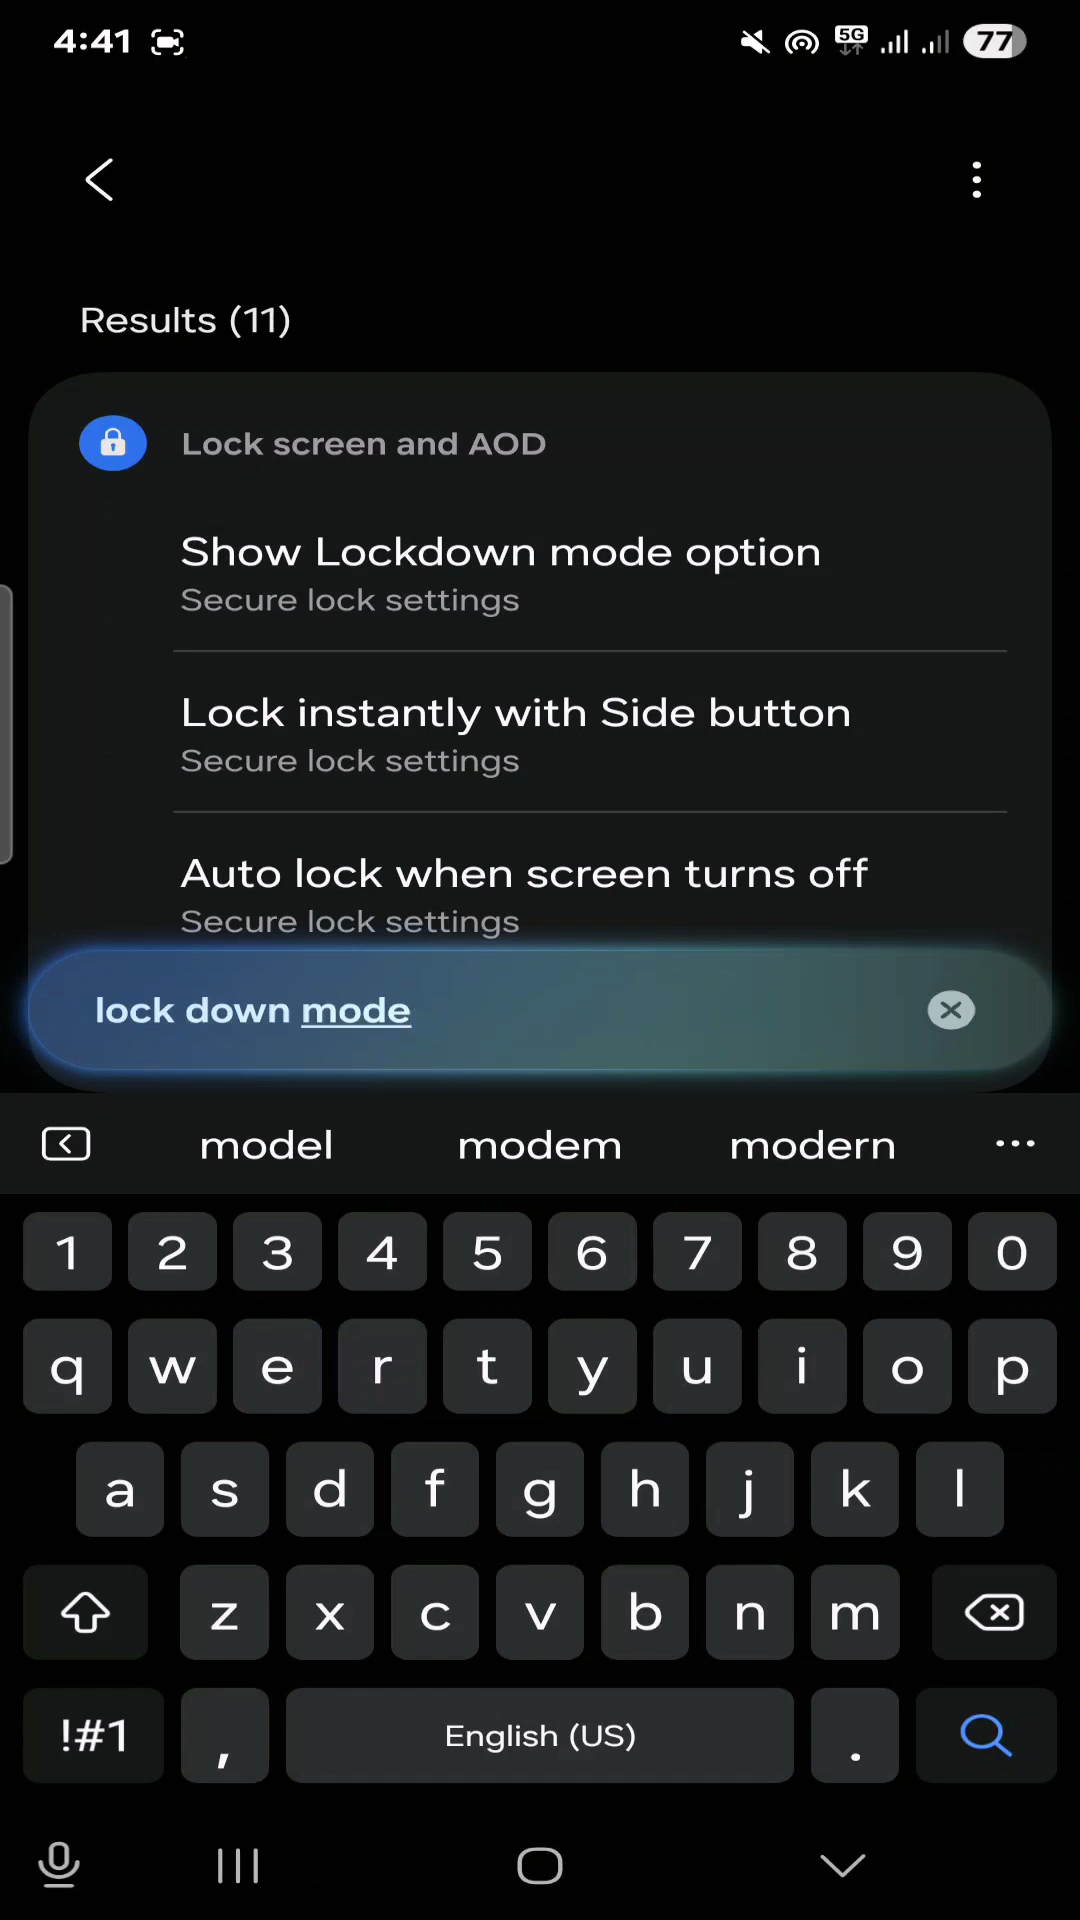 4:41
5G
77
Results (11)
Lock screen and AOD
Show Lockdown mode option
Secure lock settings
Lock instantly with Side button
Secure lock settings
Auto lock when screen turns off
Secure lock settings
lock down mode
model modem modern ...
1 2 3 4 5 6 7 8 9 0
q w e r t y u i o p
a s d f g h j k l
z x c v b n m
!#1 , English (US) .